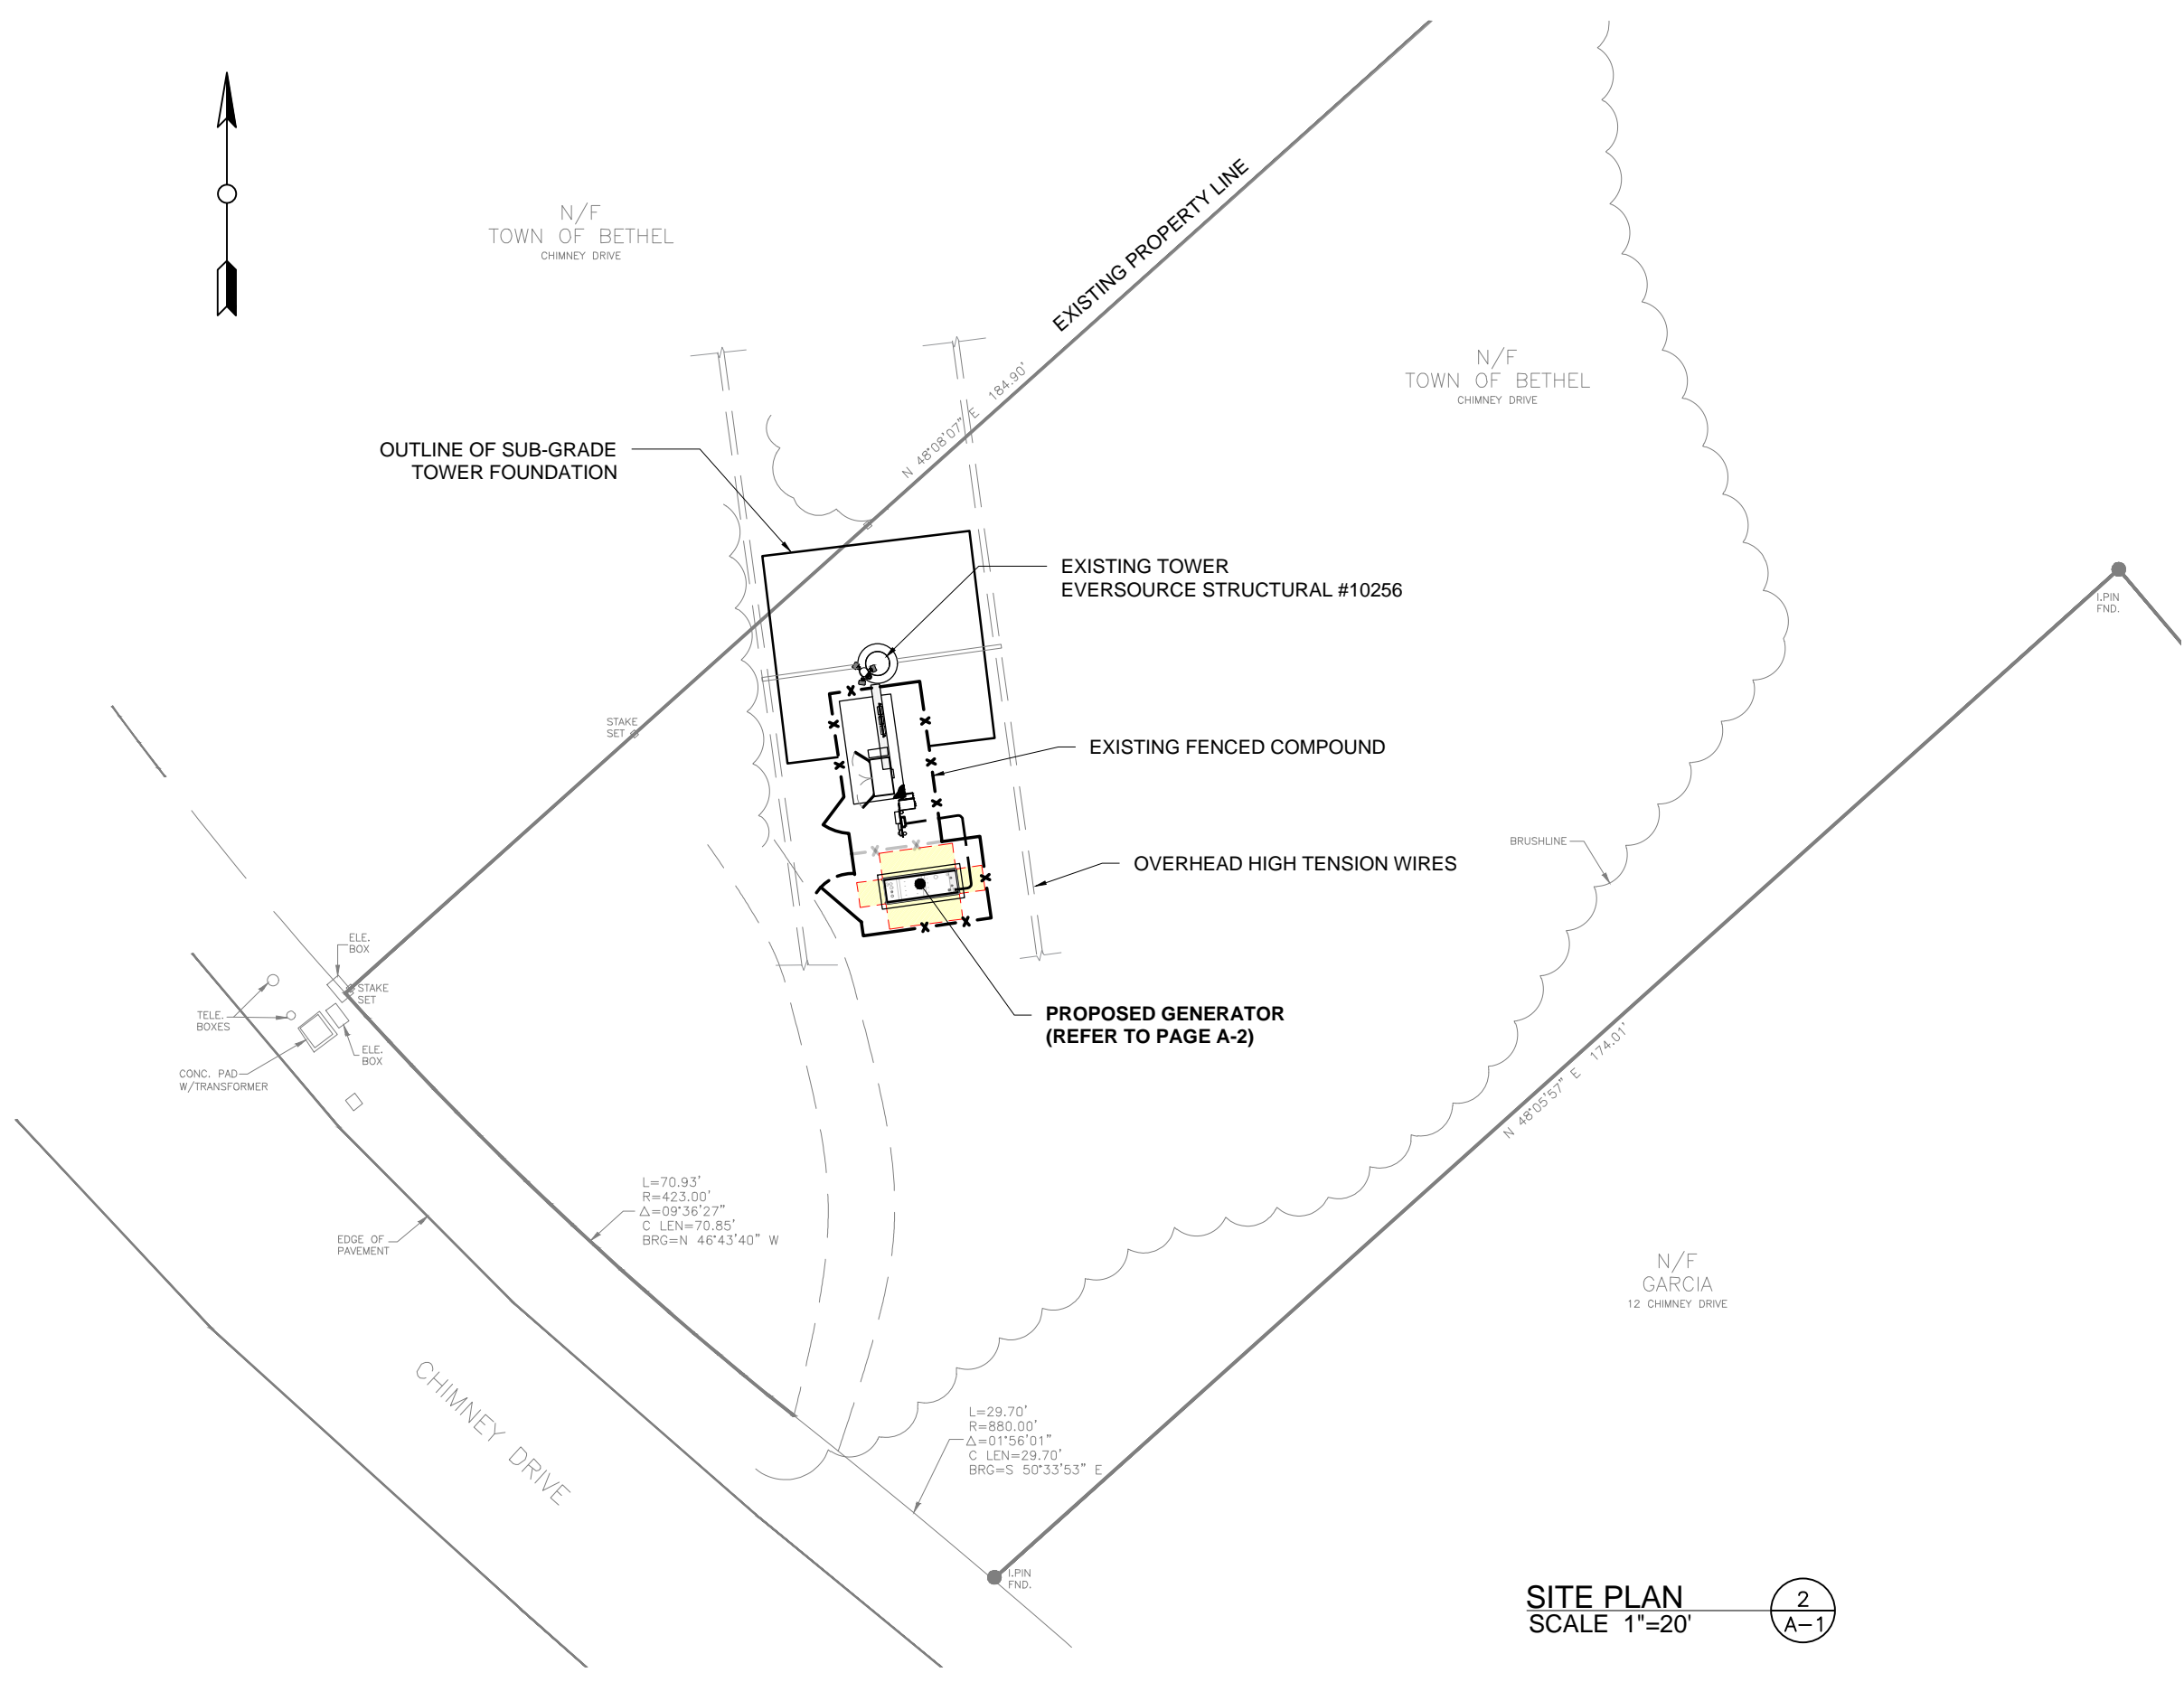 N/F
TOWN OF BETHEL
CHIMNEY DRIVE
EXISTING PROPERTY LINE
N 48°08'07" E 184.90'
N/F
TOWN OF BETHEL
CHIMNEY DRIVE
OUTLINE OF SUB-GRADE
TOWER FOUNDATION
EXISTING TOWER
EVERSOURCE STRUCTURAL #10256
I.PIN
FND.
STAKE
SET
EXISTING FENCED COMPOUND
BRUSHLINE
OVERHEAD HIGH TENSION WIRES
ELE.
BOX
STAKE
SET
TELE.
BOXES
ELE.
BOX
CONC. PAD
W/TRANSFORMER
PROPOSED GENERATOR
(REFER TO PAGE A-2)
N 48°05'57" E 174.01'
L=70.93'
R=423.00'
Δ=09°36'27"
C LEN=70.85'
BRG=N 46°43'40" W
EDGE OF
PAVEMENT
N/F
GARCIA
12 CHIMNEY DRIVE
CHIMNEY DRIVE
L=29.70'
R=880.00'
Δ=01°56'01"
C LEN=29.70'
BRG=S 50°33'53" E
I.PIN
FND.
SITE PLAN
SCALE 1"=20'
2
A-1